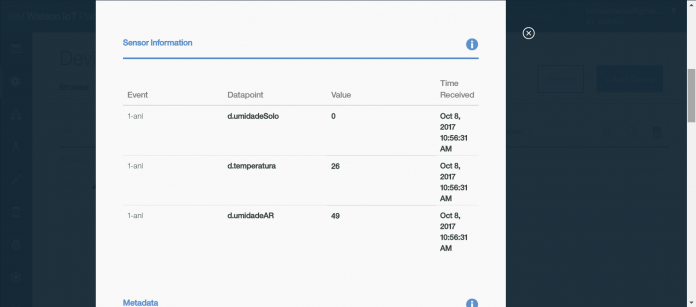 Sensor Information
Event Datapoint Value Time Received
1-anl d.umidadeSolo 0 Oct 8, 2017 10:56:31 AM
1-anl d.temperatura 26 Oct 8, 2017 10:56:31 AM
1-anl d.umidadeAR 49 Oct 8, 2017 10:56:31 AM
Metadata